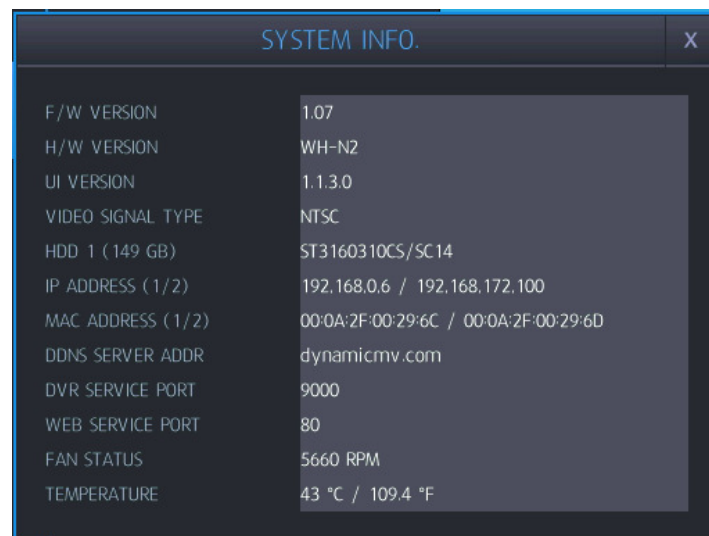 SYSTEM INFO.
X
F/W VERSION 1.07
H/W VERSION WH-N2
UI VERSION 1.1.3.0
VIDEO SIGNAL TYPE NTSC
HDD 1 (149 GB) ST3160310CS/SC14
IP ADDRESS (1/2) 192.168.0.6 / 192.168.172.100
MAC ADDRESS (1/2) 00:0A:2F:00:29:6C / 00:0A:2F:00:29:6D
DDNS SERVER ADDR dynamicmv.com
DVR SERVICE PORT 9000
WEB SERVICE PORT 80
FAN STATUS 5660 RPM
TEMPERATURE 43 °C / 109.4 °F